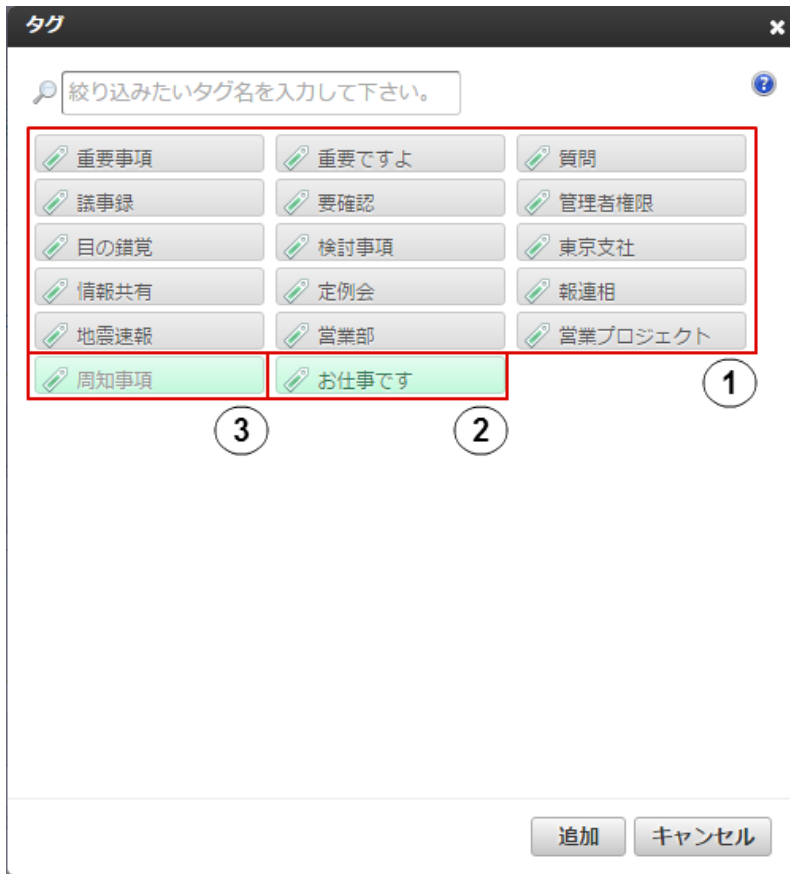 タグ
絞り込みたいタグ名を入力して下さい。
重要事項 重要ですよ 質問
議事録 要確認 管理者権限
目の錯覚 検討事項 東京支社
情報共有 定例会 報連相
地震速報 営業部 営業プロジェクト
周知事項 お仕事です
1
3 2
追加 キャンセル